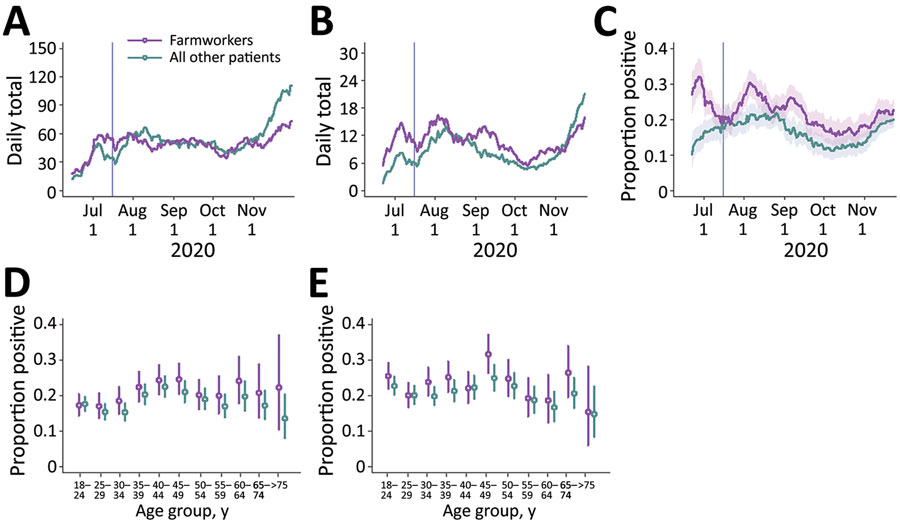 A
Daily total
150
120
90
60
30
0
Farmworkers
All other patients
Jul Aug Sep Oct Nov
1 1 1 1 1
2020
B
Daily total
30
24
18
12
6
0
Jul Aug Sep Oct Nov
1 1 1 1 1
2020
C
Proportion positive
0.4
0.3
0.2
0.1
0
Jul Aug Sep Oct Nov
1 1 1 1 1
2020
D
Proportion positive
0.4
0.3
0.2
0.1
0
18– 25– 30– 35– 40– 45– 50– 55– 60– 65– >75
24 29 34 39 44 49 54 59 64 74
Age group, y
E
Proportion positive
0.4
0.3
0.2
0.1
0
18– 25– 30– 35– 40– 45– 50– 55– 60– 65– >75
24 29 34 39 44 49 54 59 64 74
Age group, y